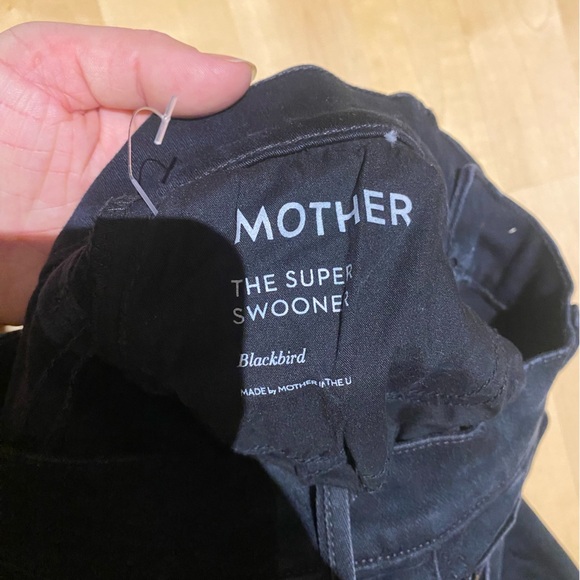 MOTHER
THE SUPER
SWOONER
Blackbird
MADE by MOTHER IN THE U